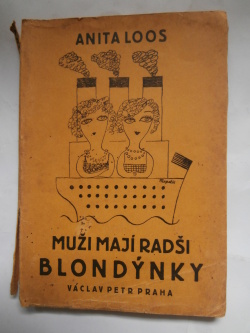 ANITA LOOS
MUŽI MAJÍ RADŠI
BLONDÝNKY
VÁCLAV PETR PRAHA